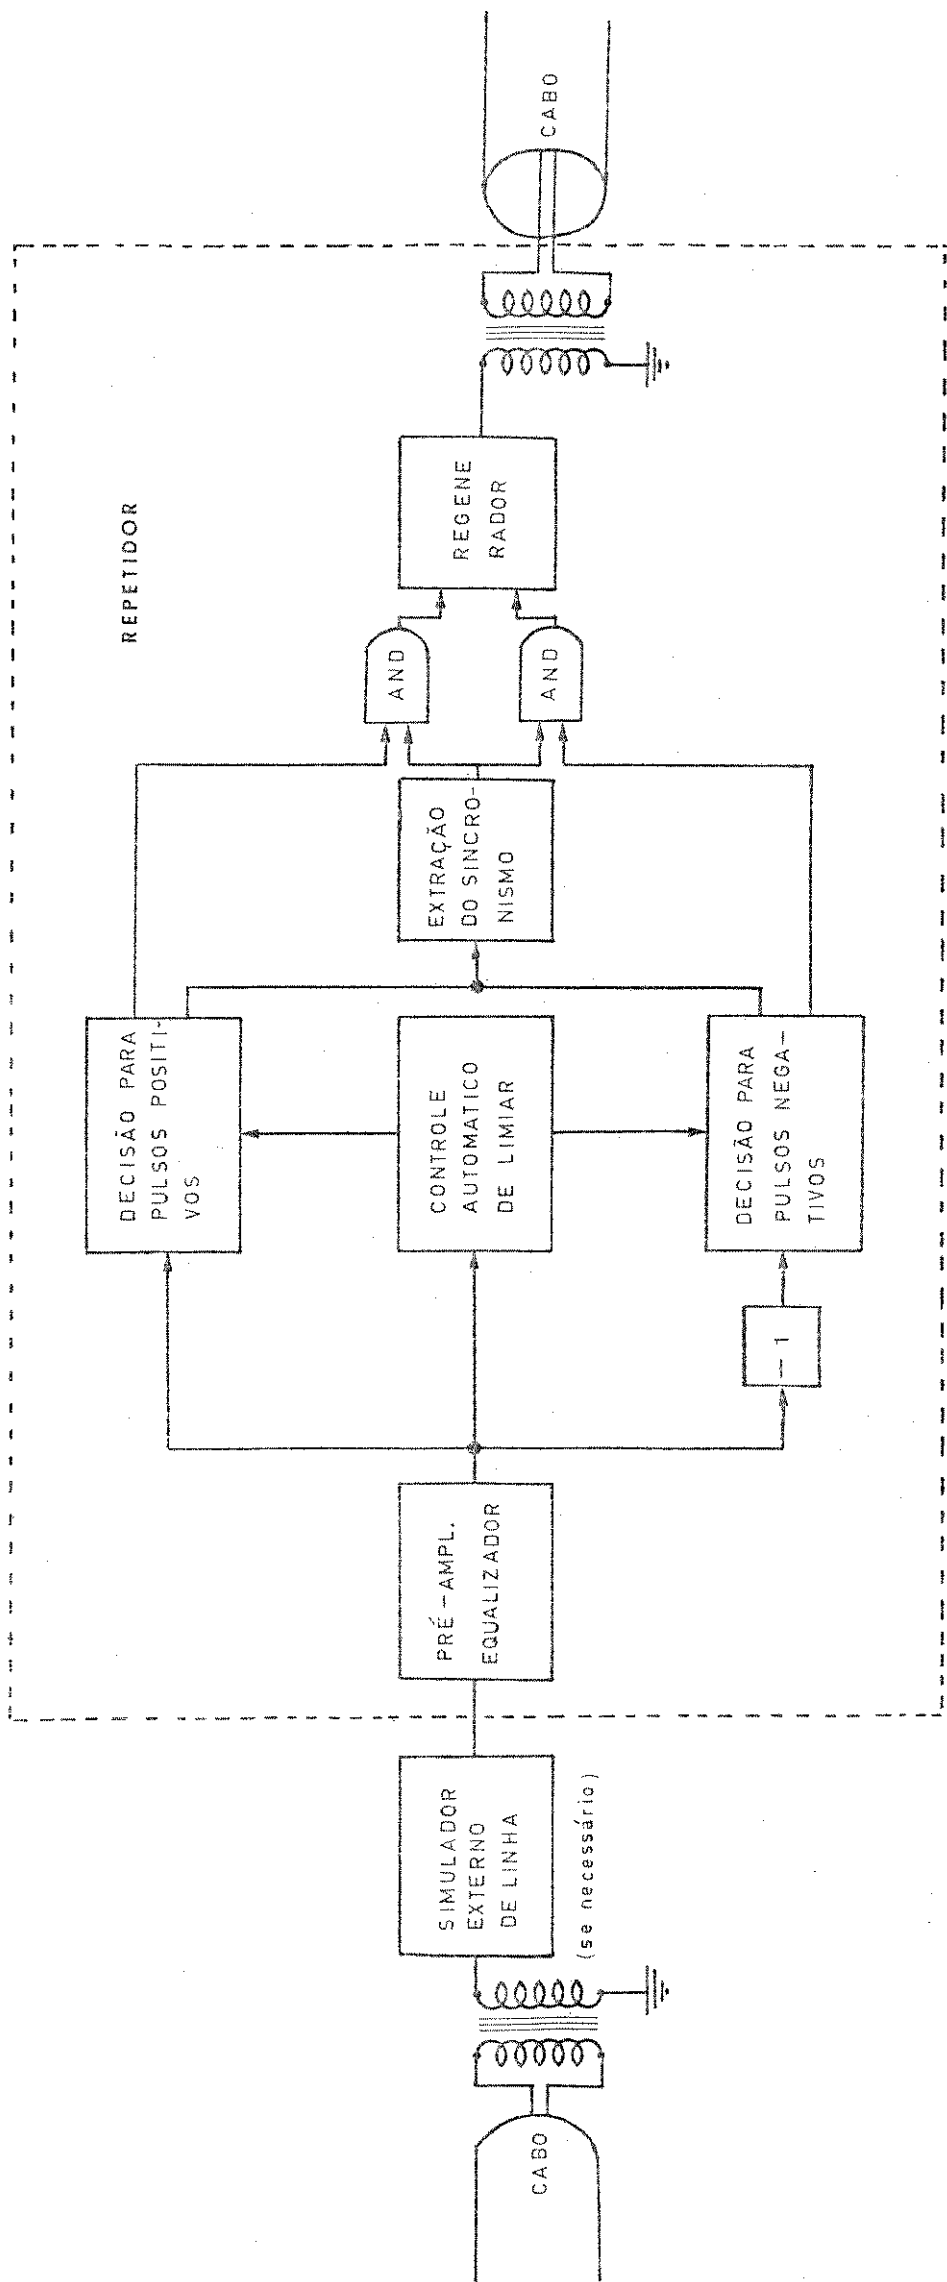 CABO
SIMULADOR
EXTERNO
DE LINHA
(se necessário)
PRÉ-AMPL.
EQUALIZADOR
REPETIDOR
DECISÃO PARA
PULSOS POSITI-
VOS
CONTROLE
AUTOMATICO
DE LIMIAR
-1
DECISÃO PARA
PULSOS NEGA-
TIVOS
EXTRAÇÃO
DO SINCRO-
NISMO
AND
AND
REGENE
RADOR
CABO